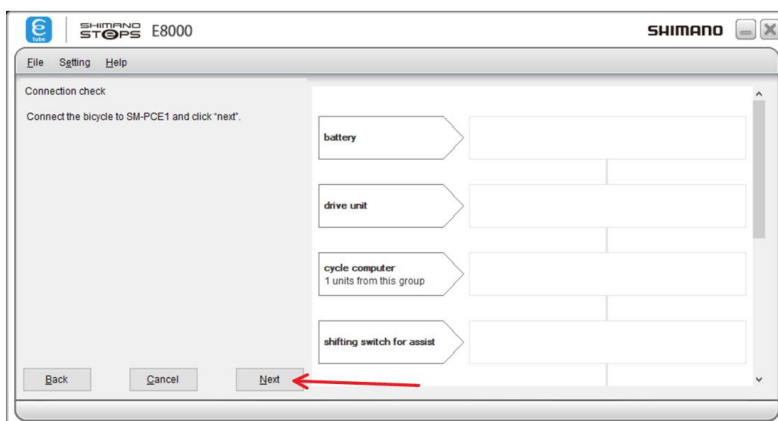 e
tube
SHIMANO
STEPS E8000
SHIMANO
File Setting Help
Connection check
Connect the bicycle to SM-PCE1 and click "next".
battery
drive unit
cycle computer
1 units from this group
shifting switch for assist
Back Cancel Next